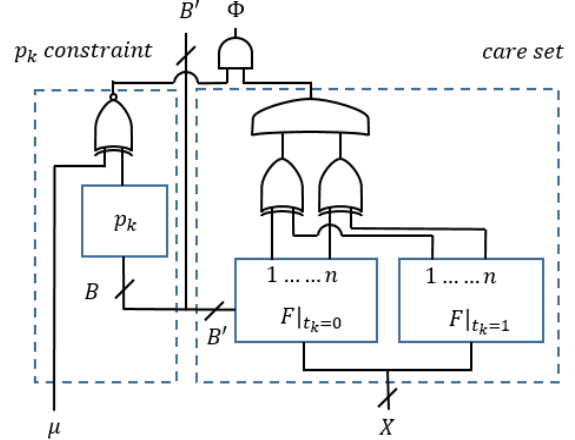 B′ Φ
p_k constraint
care set
p_k
1 ... ... n
1 ... ... n
B
F|_{t_k=0}
F|_{t_k=1}
B′
μ
X